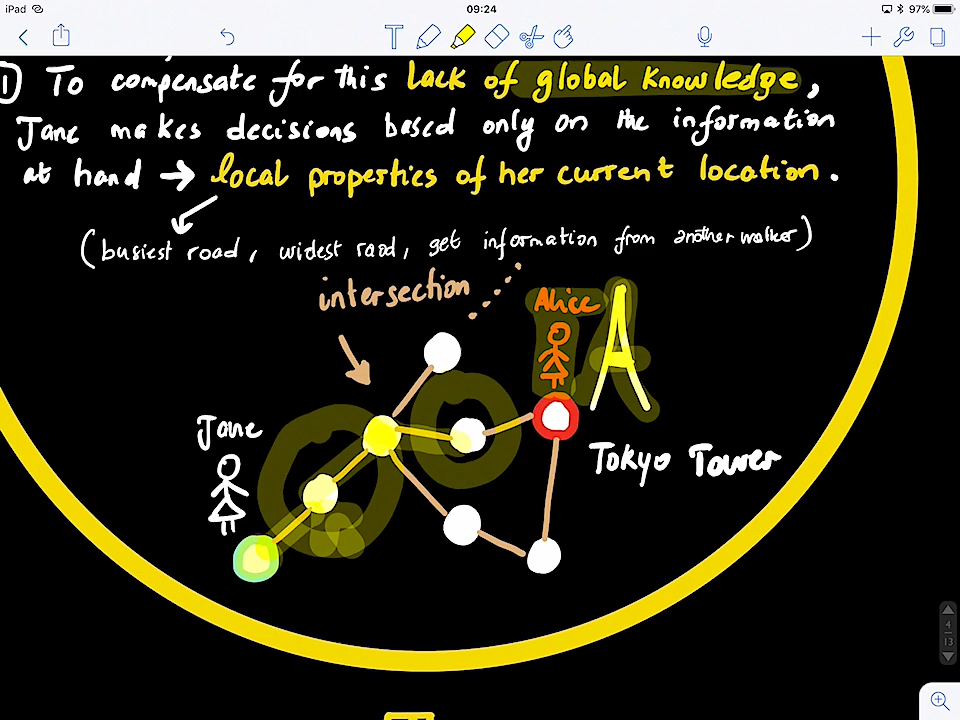 iPad
09:24
97%
1) To compensate for this lack of global knowledge,
Jane makes decisions based only on the information
at hand → local properties of her current location.
(busiest road, widest road, get information from another walker)
intersection
Alice
A
Jane
Tokyo Tower
4
13